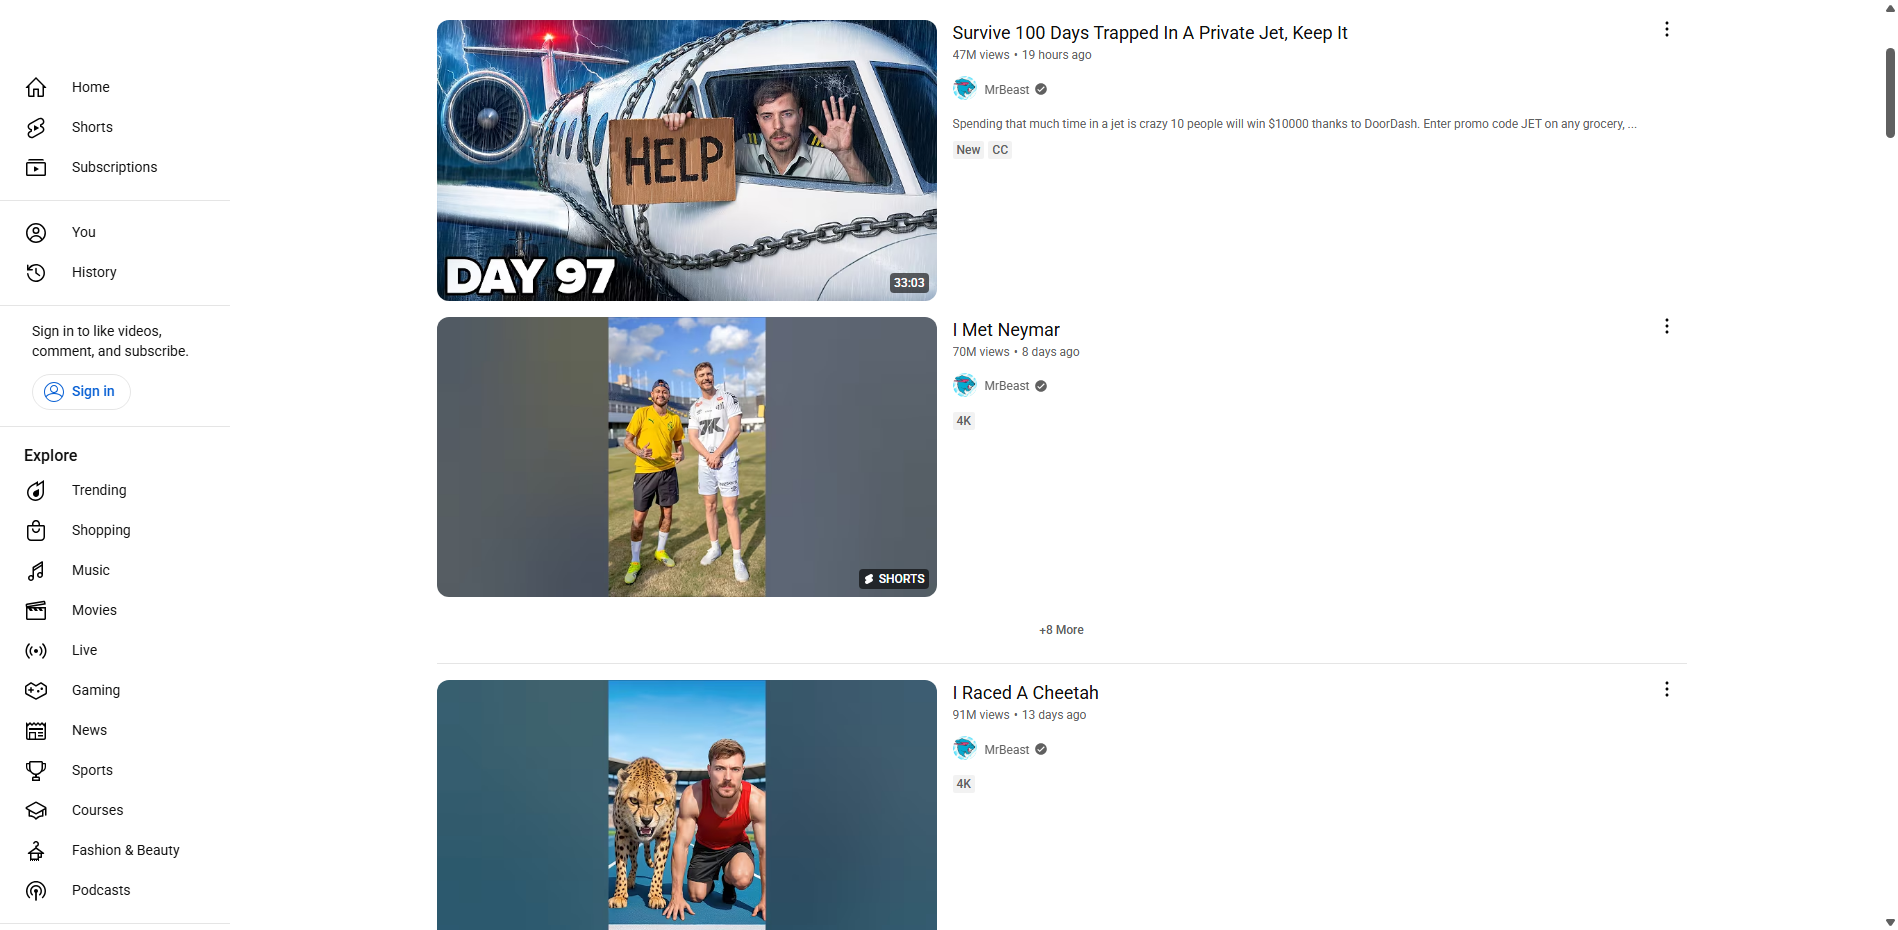 Home
Shorts
Subscriptions
You
History
Sign in to like videos,
comment, and subscribe.
Sign in
Explore
Trending
Shopping
Music
Movies
Live
Gaming
News
Sports
Courses
Fashion & Beauty
Podcasts
HELP
DAY 97
33:03
Survive 100 Days Trapped In A Private Jet, Keep It
47M views • 19 hours ago
MrBeast
Spending that much time in a jet is crazy 10 people will win $10000 thanks to DoorDash. Enter promo code JET on any grocery, ...
New CC
7K
SHORTS
I Met Neymar
70M views • 8 days ago
MrBeast
4K
+8 More
I Raced A Cheetah
91M views • 13 days ago
MrBeast
4K